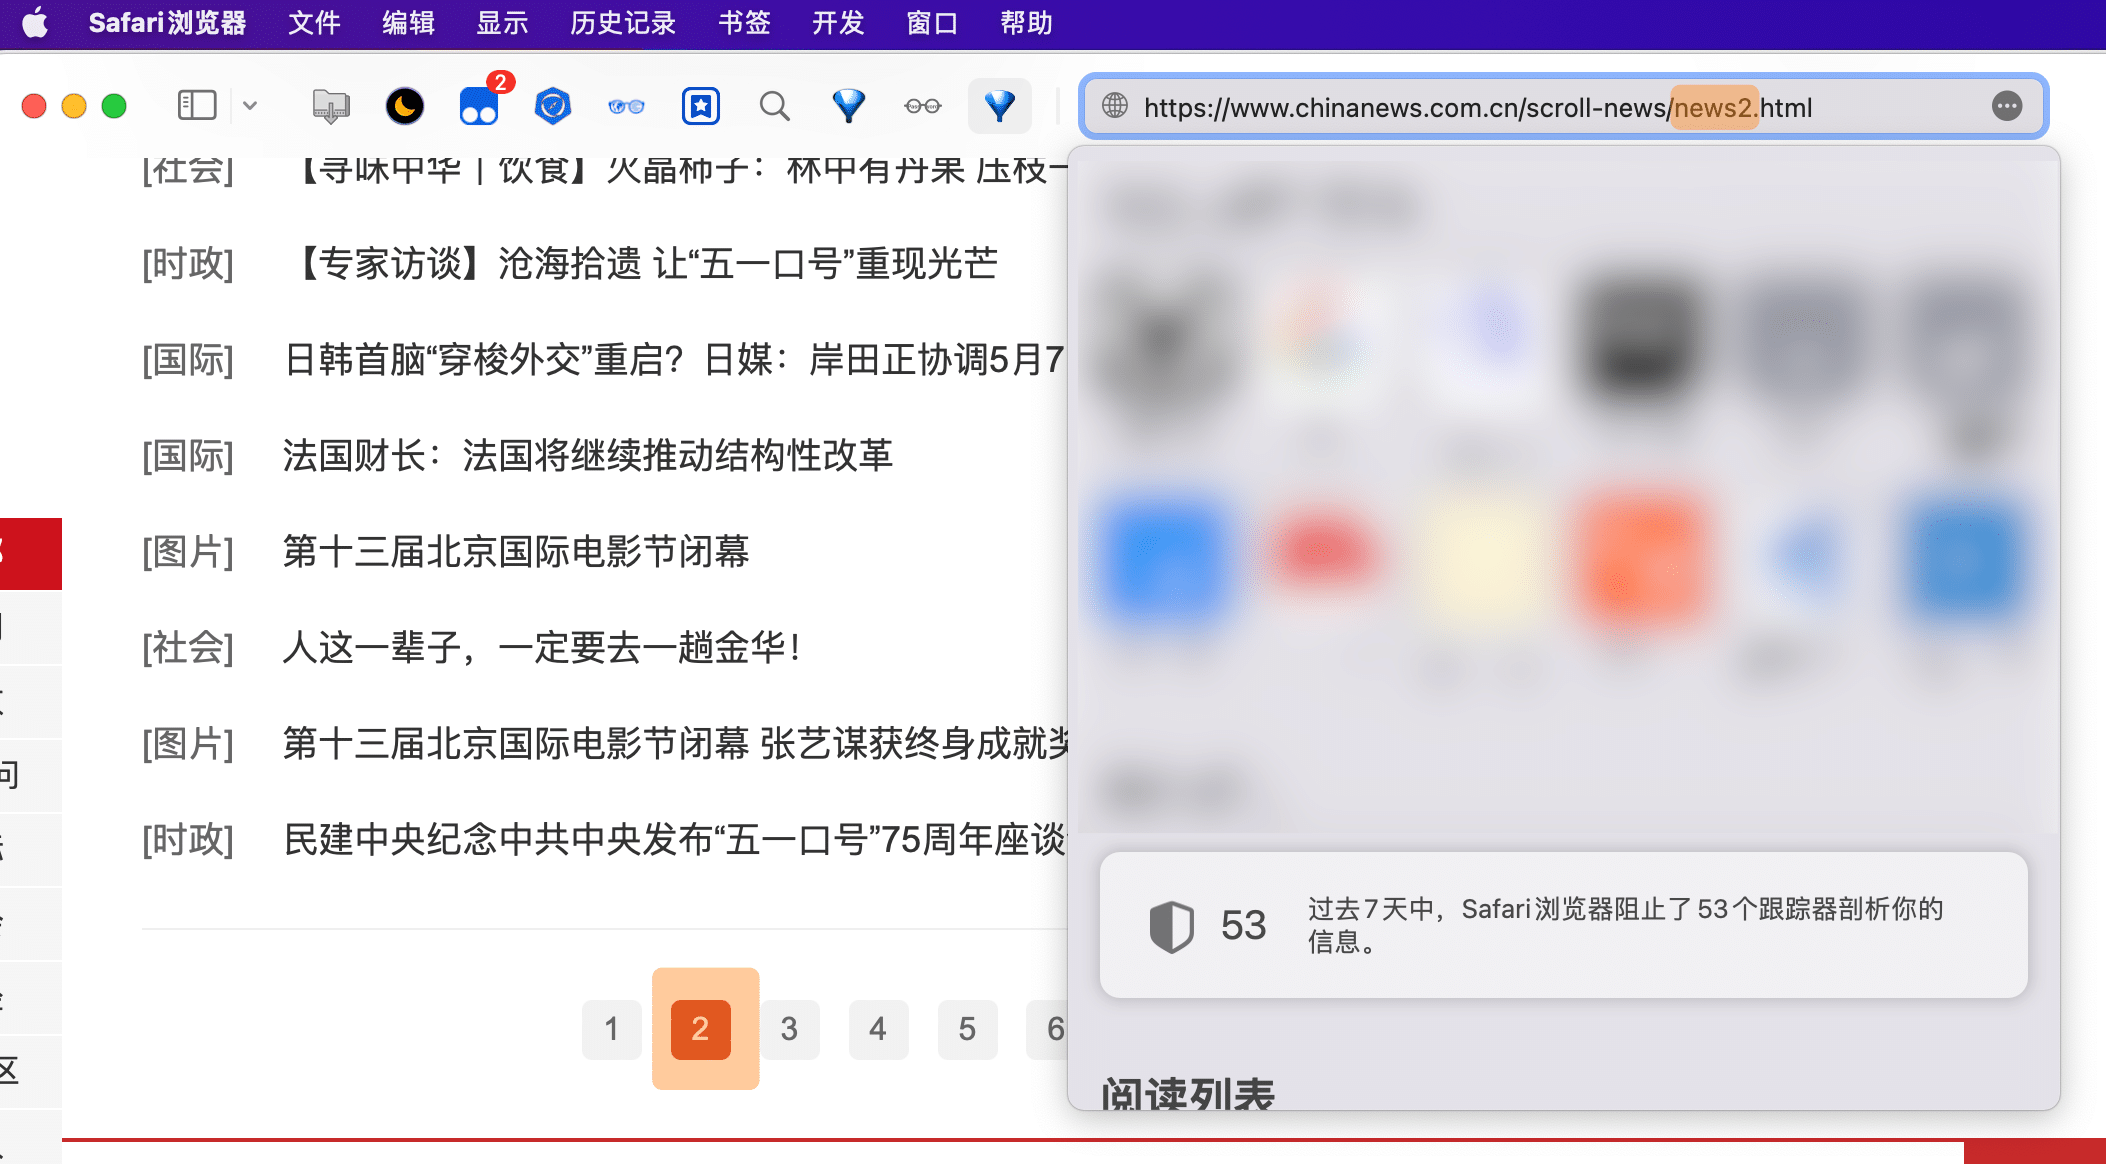 Safari浏览器 文件 编辑 显示 历史记录 书签 开发 窗口 帮助
2
https://www.chinanews.com.cn/scroll-news/news2.html
[社会] 【寻味中华 | 饮食】火晶柿子：林中有丹果 压枝一
[时政] 【专家访谈】沧海拾遗 让“五一口号”重现光芒
[国际] 日韩首脑“穿梭外交”重启？日媒：岸田正协调5月7
[国际] 法国财长：法国将继续推动结构性改革
[图片] 第十三届北京国际电影节闭幕
[社会] 人这一辈子，一定要去一趟金华！
问
[图片] 第十三届北京国际电影节闭幕 张艺谋获终身成就奖
[时政] 民建中央纪念中共中央发布“五一口号”75周年座谈
53
过去7天中，Safari浏览器阻止了53个跟踪器剖析你的
信息。
1 2 3 4 5 6
区
阅读列表